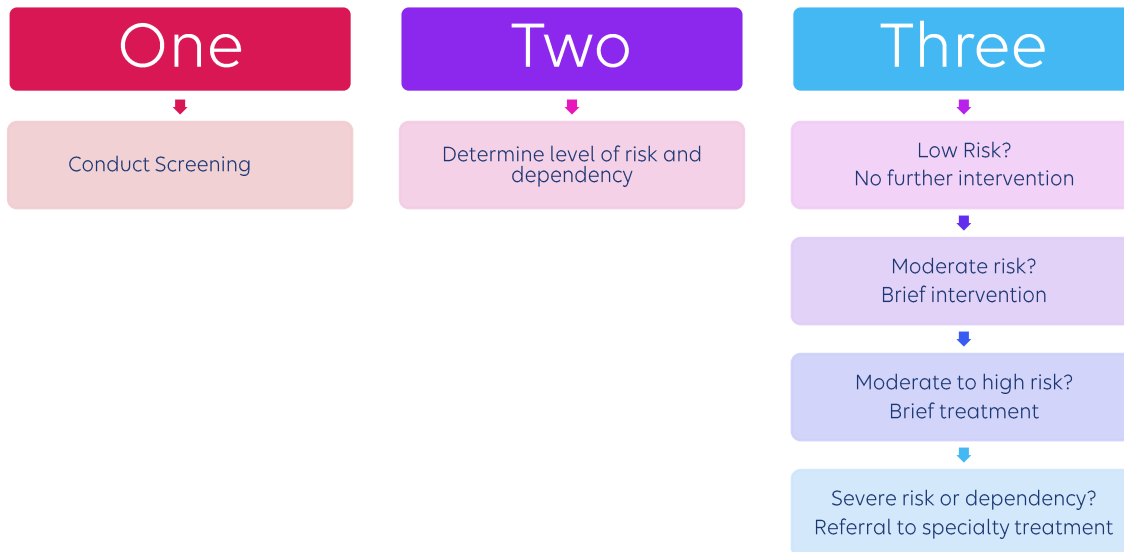 One
Conduct Screening
Two
Determine level of risk and
dependency
Three
Low Risk?
No further intervention
Moderate risk?
Brief intervention
Moderate to high risk?
Brief treatment
Severe risk or dependency?
Referral to specialty treatment